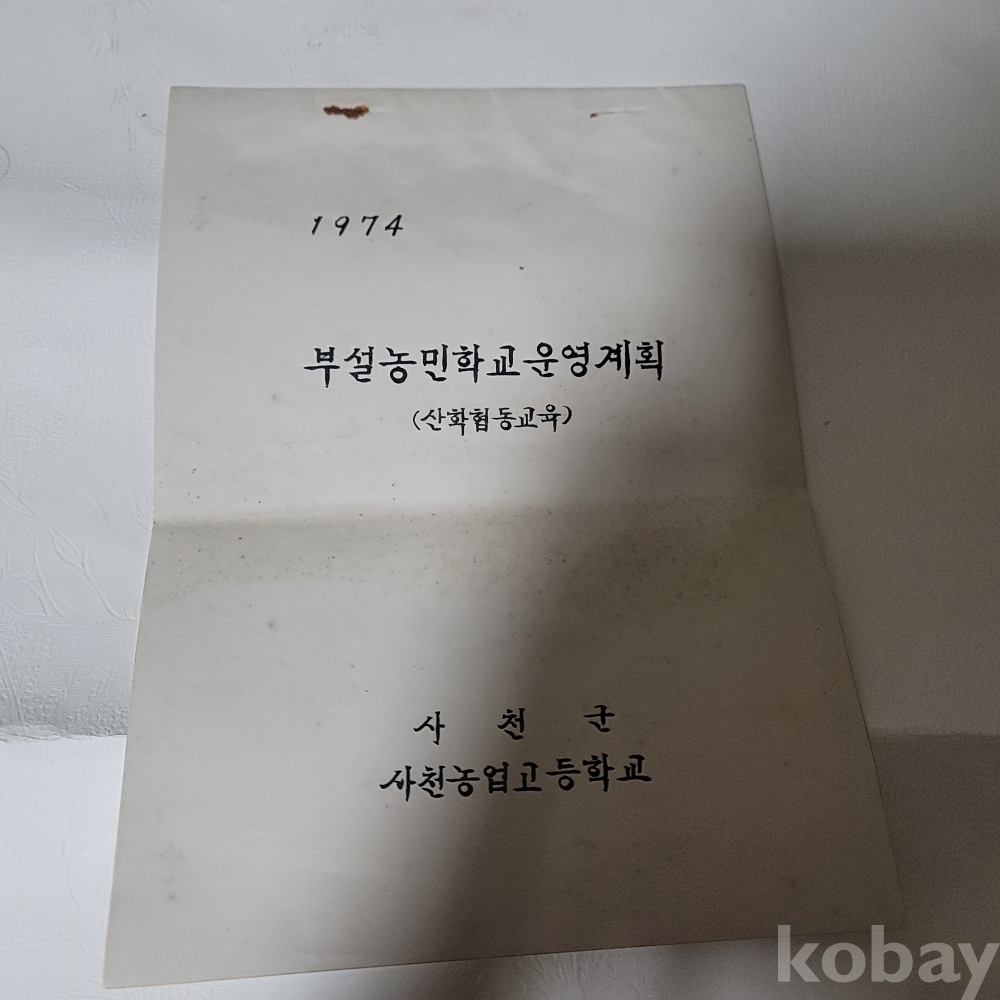 1974
부설농민학교운영계획
(산학협동교육)
사 천 군
사천농업고등학교
kobay